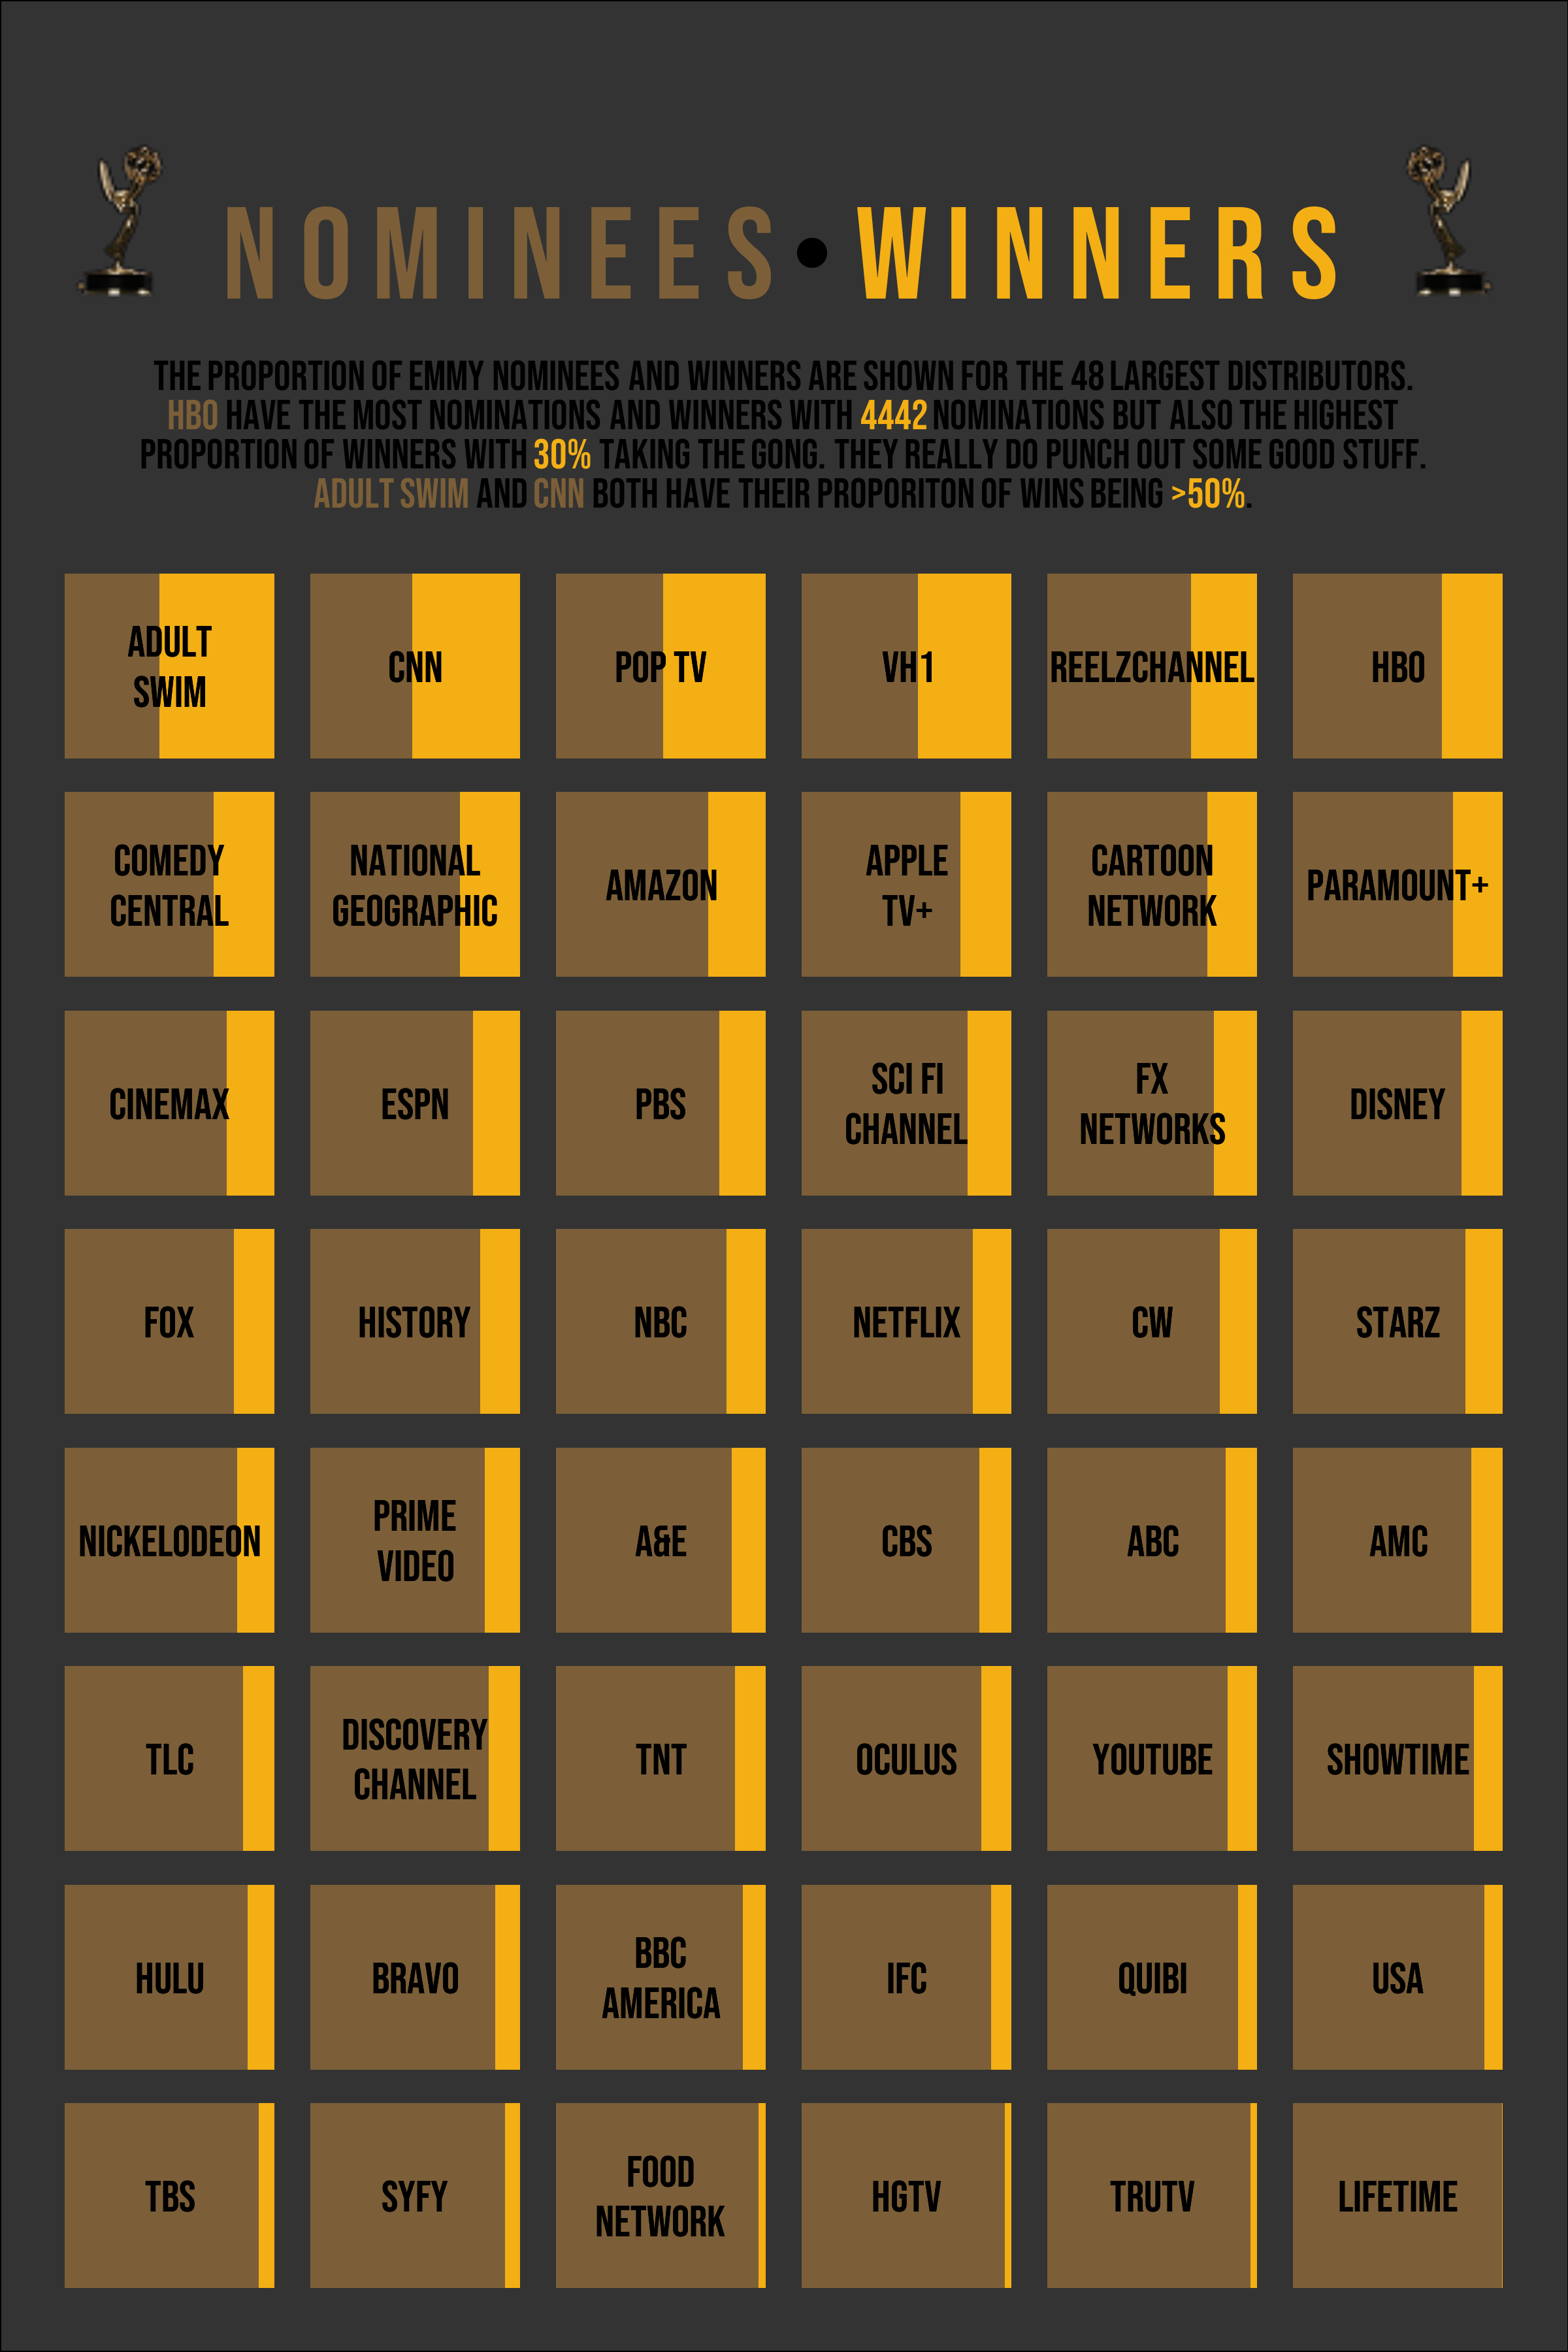 NOMINEES • WINNERS
THE PROPORTION OF EMMY NOMINEES AND WINNERS ARE SHOWN FOR THE 48 LARGEST DISTRIBUTORS.
HBO HAVE THE MOST NOMINATIONS AND WINNERS WITH 4442 NOMINATIONS BUT ALSO THE HIGHEST
PROPORTION OF WINNERS WITH 30% TAKING THE GONG. THEY REALLY DO PUNCH OUT SOME GOOD STUFF.
ADULT SWIM AND CNN BOTH HAVE THEIR PROPORITON OF WINS BEING >50%.
ADULT
SWIM
CNN
POP TV
VH1
REELZCHANNEL
HBO
COMEDY
CENTRAL
NATIONAL
GEOGRAPHIC
AMAZON
APPLE
TV+
CARTOON
NETWORK
PARAMOUNT+
CINEMAX
ESPN
PBS
SCI FI
CHANNEL
FX
NETWORKS
DISNEY
FOX
HISTORY
NBC
NETFLIX
CW
STARZ
NICKELODEON
PRIME
VIDEO
A&E
CBS
ABC
AMC
TLC
DISCOVERY
CHANNEL
TNT
OCULUS
YOUTUBE
SHOWTIME
HULU
BRAVO
BBC
AMERICA
IFC
QUIBI
USA
TBS
SYFY
FOOD
NETWORK
HGTV
TRUTV
LIFETIME